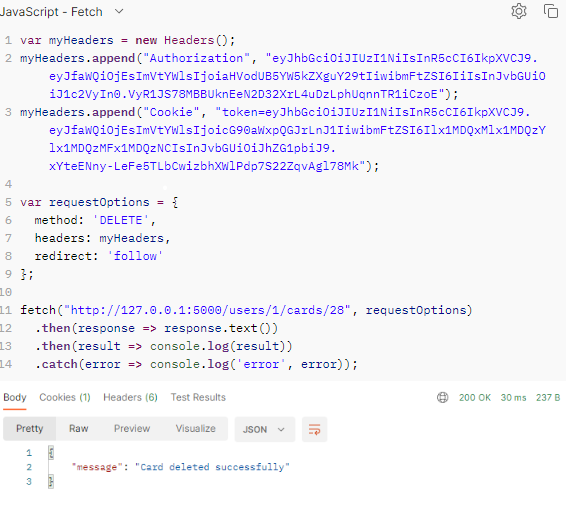 JavaScript - Fetch
1 var myHeaders = new Headers();
2 myHeaders.append("Authorization", "eyJhbGciOiJIUzI1NiIsInR5cCI6IkpXVCJ9.
eyJfaWQiOjEsImVtYWlsIjoiaHVodUB5YW5kZXguY29tIiwibmFtZSI6IiIsInJvbGUiO
iJ1c2VyIn0.VyR1JS78MBBUknEeN2D32XrL4uDzLphUqnnTR1iCzoE");
3 myHeaders.append("Cookie", "token=eyJhbGciOiJIUzI1NiIsInR5cCI6IkpXVCJ9.
eyJfaWQiOjEsImVtYWlsIjoicG90aWxpQGJrLnJ1IiwibmFtZSI6Ilx1MDQxMlx1MDQzY
lx1MDQzMFx1MDQzNCIsInJvbGUiOiJhZG1pbiJ9.
xYteENny-LeFe5TLbCwizbhXWlPdp7S22ZqvAgl78Mk");
4
5 var requestOptions = {
6 method: 'DELETE',
7 headers: myHeaders,
8 redirect: 'follow'
9 };
10
11 fetch("http://127.0.0.1:5000/users/1/cards/28", requestOptions)
12 .then(response => response.text())
13 .then(result => console.log(result))
14 .catch(error => console.log('error', error));
Body Cookies (1) Headers (6) Test Results 200 OK 30 ms 237 B
Pretty Raw Preview Visualize JSON
1 {
2 "message": "Card deleted successfully"
3 }